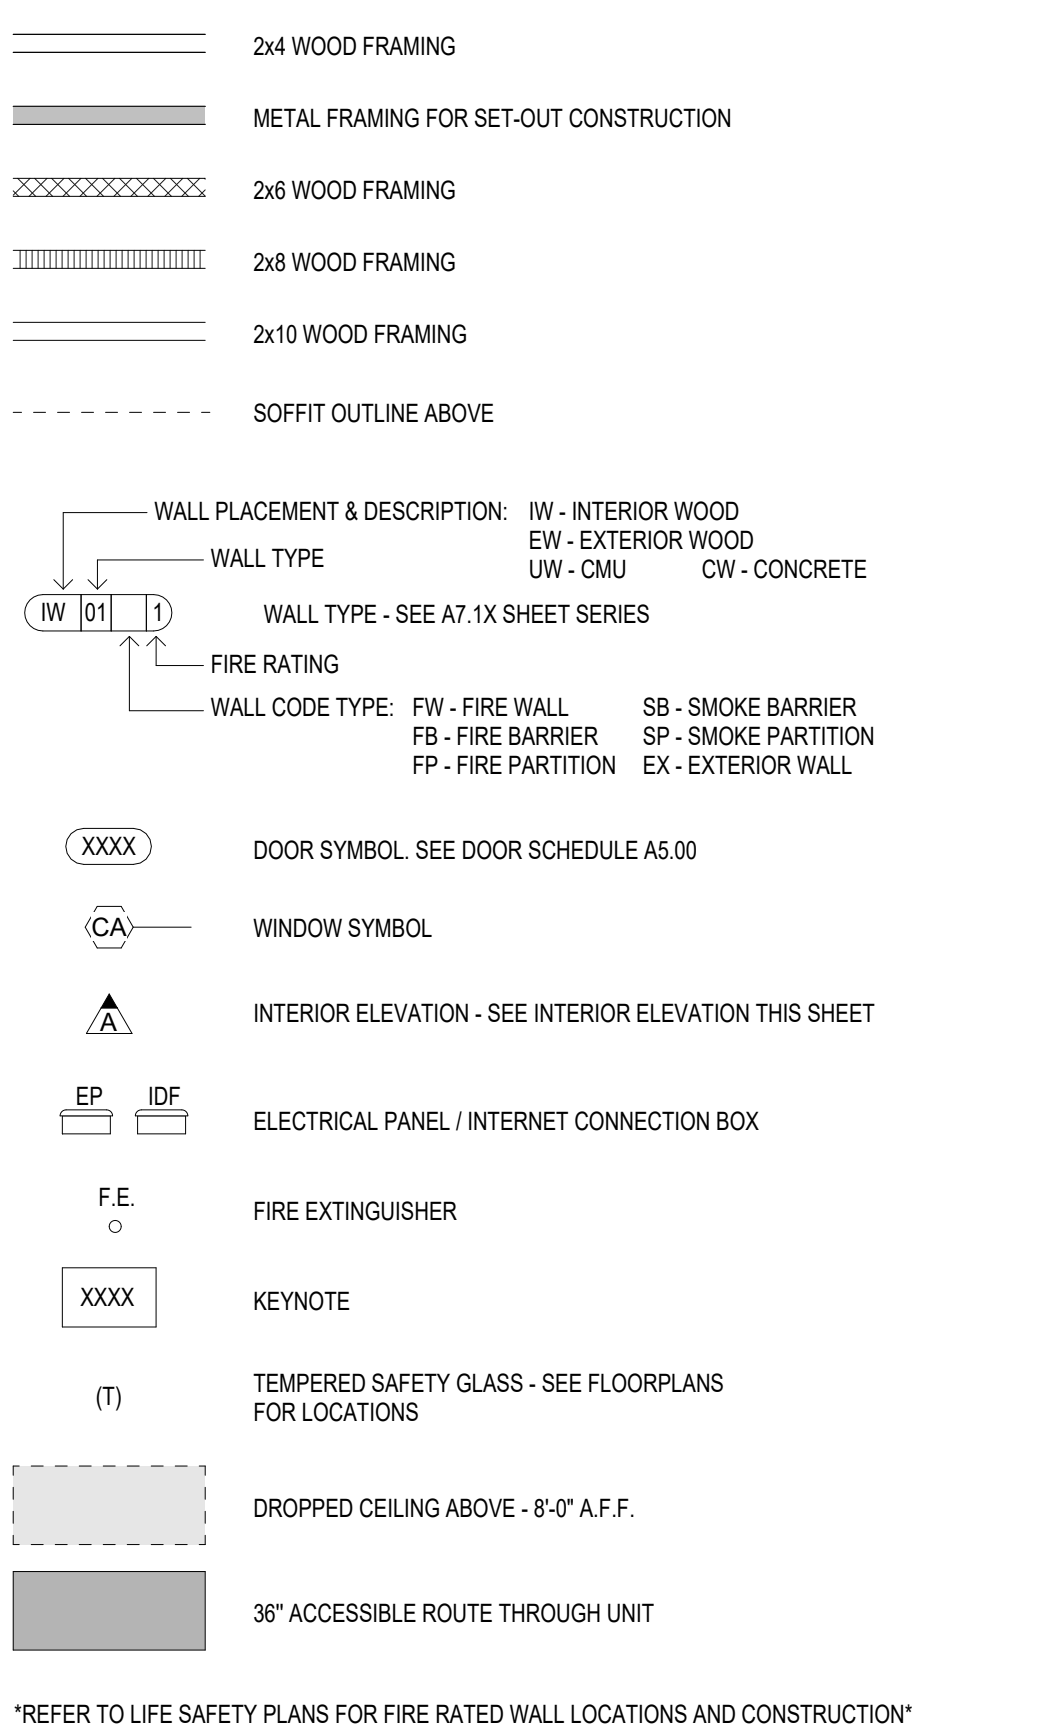 2x4 WOOD FRAMING
METAL FRAMING FOR SET-OUT CONSTRUCTION
2x6 WOOD FRAMING
2x8 WOOD FRAMING
2x10 WOOD FRAMING
SOFFIT OUTLINE ABOVE
WALL PLACEMENT & DESCRIPTION: IW - INTERIOR WOOD
EW - EXTERIOR WOOD
WALL TYPE
UW - CMU CW - CONCRETE
IW 01 1 WALL TYPE - SEE A7.1X SHEET SERIES
FIRE RATING
WALL CODE TYPE: FW - FIRE WALL SB - SMOKE BARRIER
FB - FIRE BARRIER SP - SMOKE PARTITION
FP - FIRE PARTITION EX - EXTERIOR WALL
XXXX DOOR SYMBOL. SEE DOOR SCHEDULE A5.00
CA WINDOW SYMBOL
A INTERIOR ELEVATION - SEE INTERIOR ELEVATION THIS SHEET
EP IDF
ELECTRICAL PANEL / INTERNET CONNECTION BOX
F.E.
FIRE EXTINGUISHER
XXXX KEYNOTE
(T) TEMPERED SAFETY GLASS - SEE FLOORPLANS
FOR LOCATIONS
DROPPED CEILING ABOVE - 8'-0" A.F.F.
36" ACCESSIBLE ROUTE THROUGH UNIT
*REFER TO LIFE SAFETY PLANS FOR FIRE RATED WALL LOCATIONS AND CONSTRUCTION*